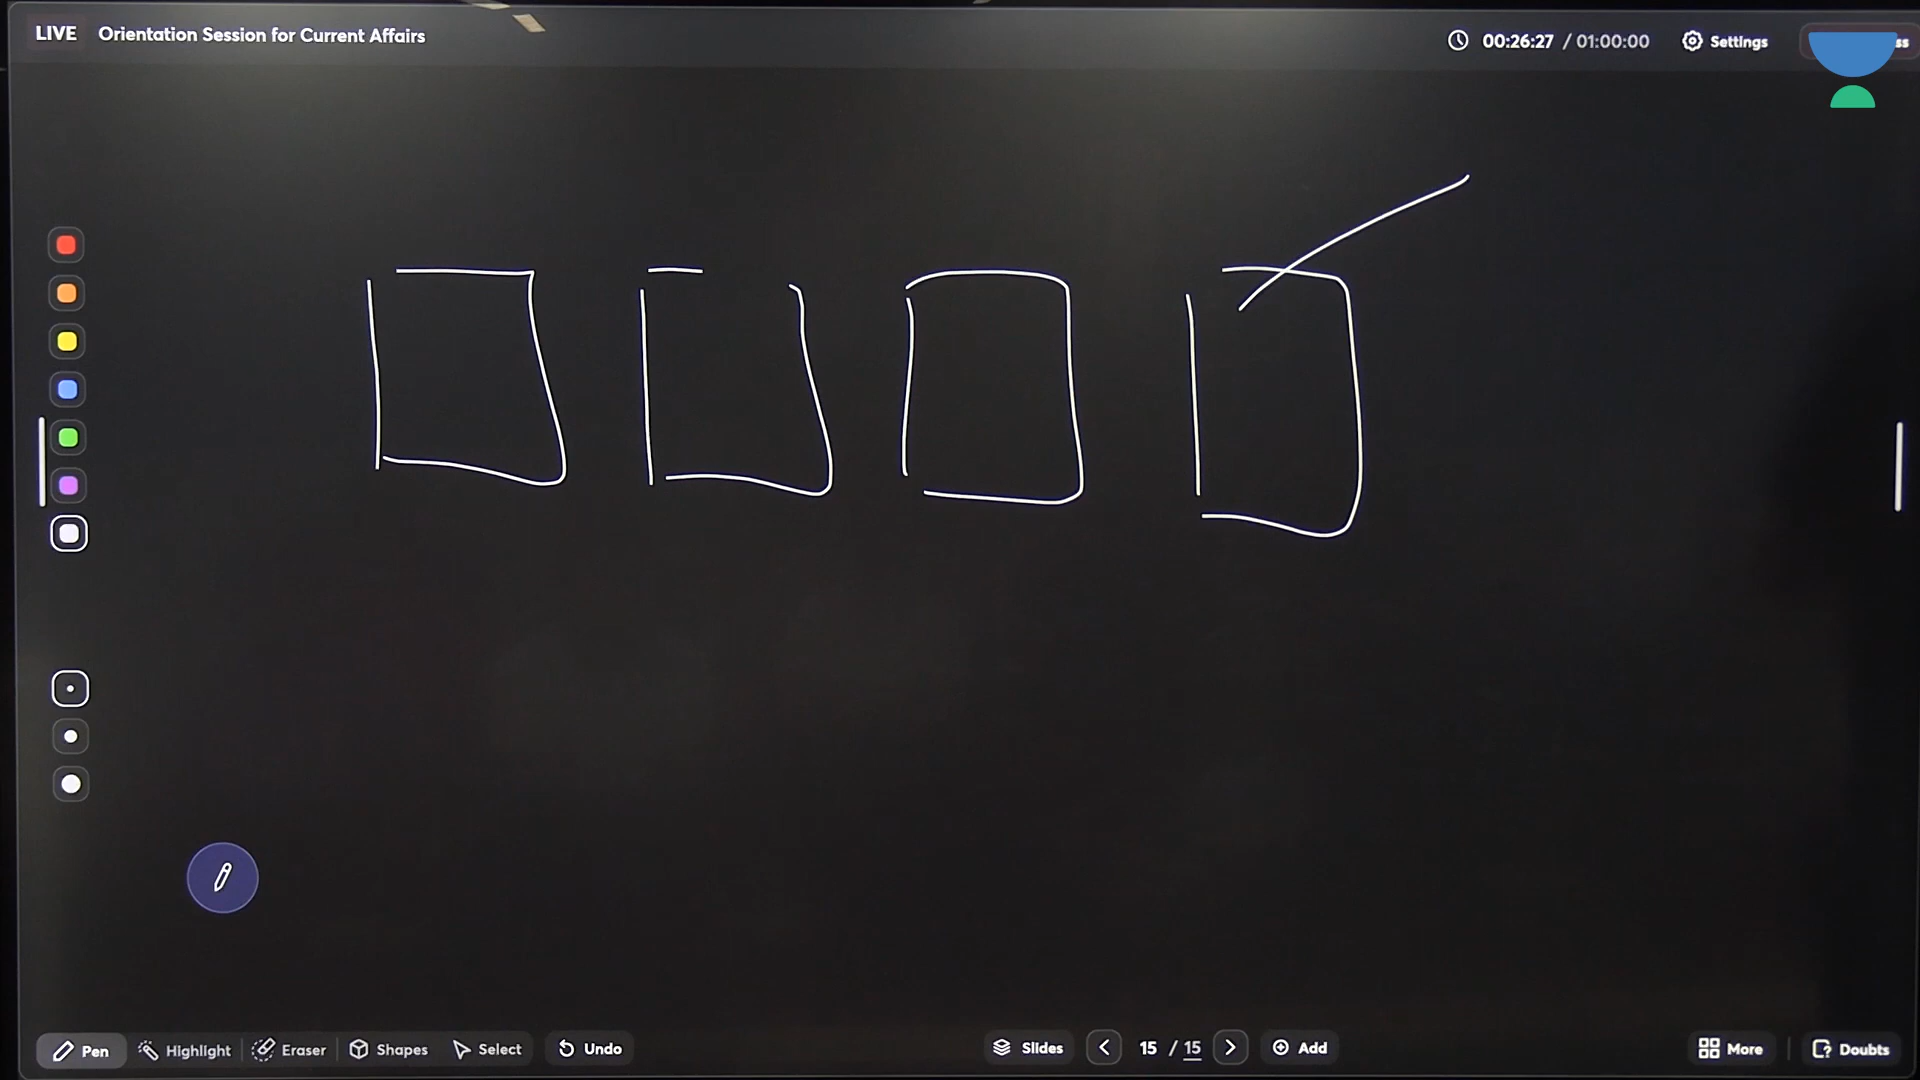 LIVE Orientation Session for Current Affairs
00:26:27 / 01:00:00 Settings
ss
Pen Highlight Eraser Shapes Select Undo Slides 15 / 15 Add More Doubts